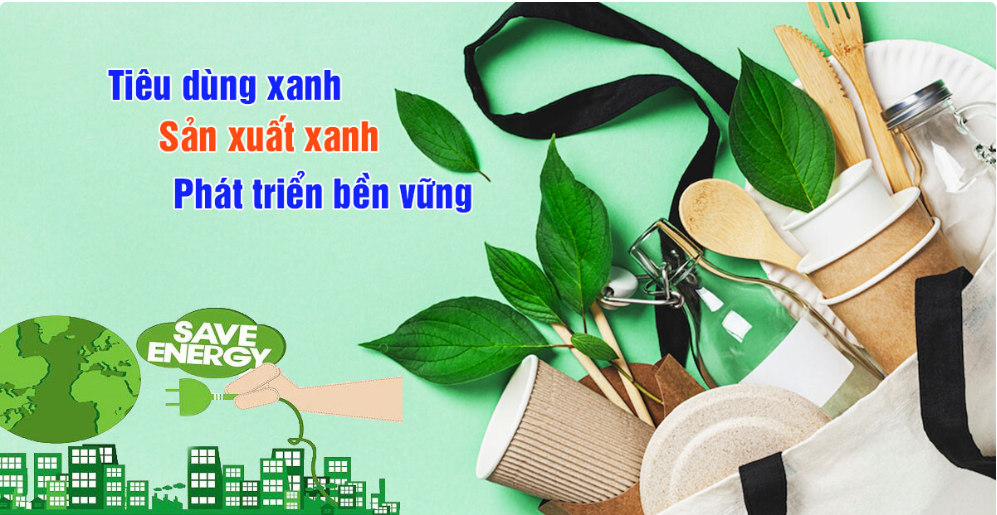 Tiêu dùng xanh
Sản xuất xanh
Phát triển bền vững
SAVE
ENERGY